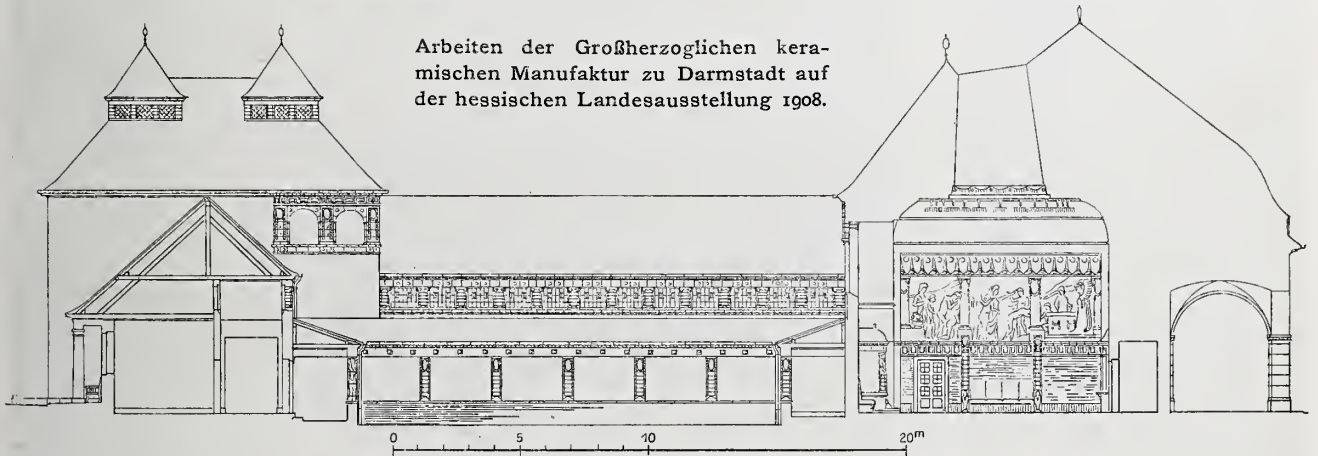 Arbeiten der Großherzoglichen kera-
mischen Manufaktur zu Darmstadt auf
der hessischen Landesausstellung 1908.
0 5 10 20m